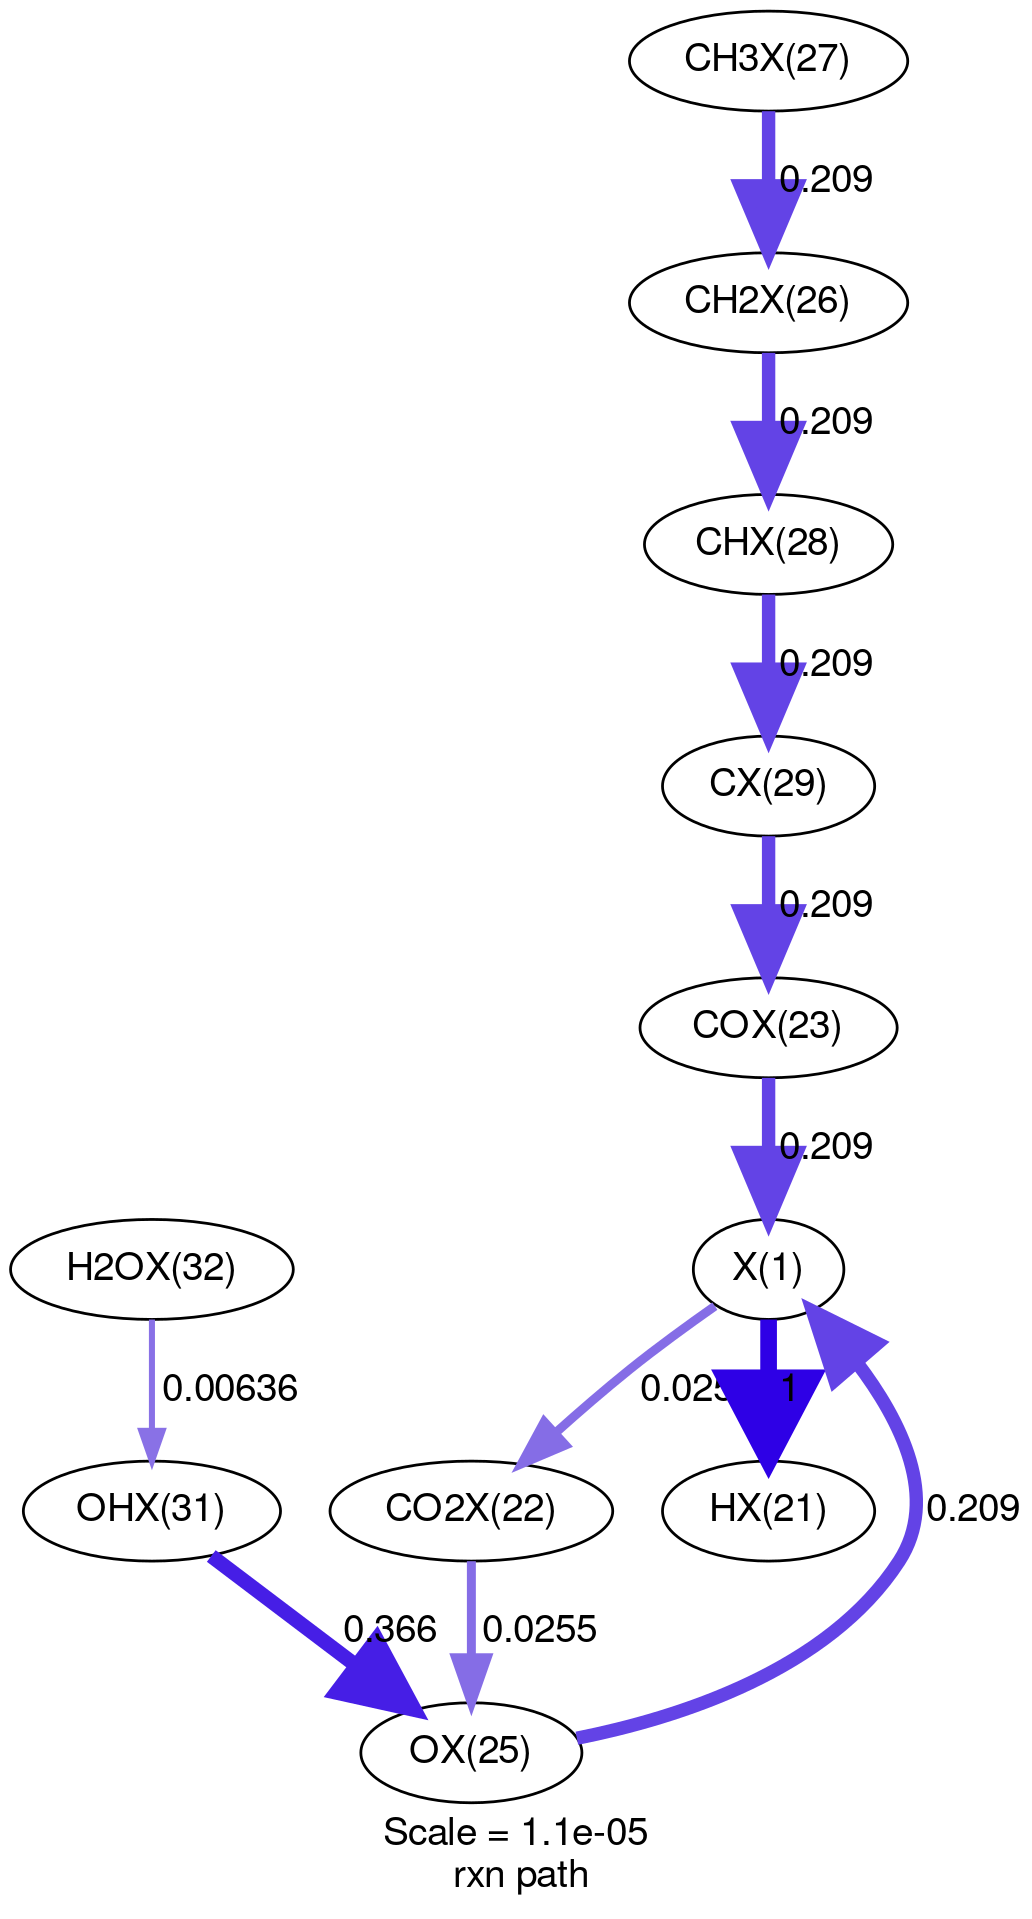 CH3X(27)
0.209
CH2X(26)
0.209
CHX(28)
0.209
CX(29)
0.209
COX(23)
0.209
H2OX(32)
X(1)
0.00636
1
OHX(31)
CO2X(22)
HX(21)
0.209
0.366
0.0255
OX(25)
Scale = 1.1e-05
rxn path